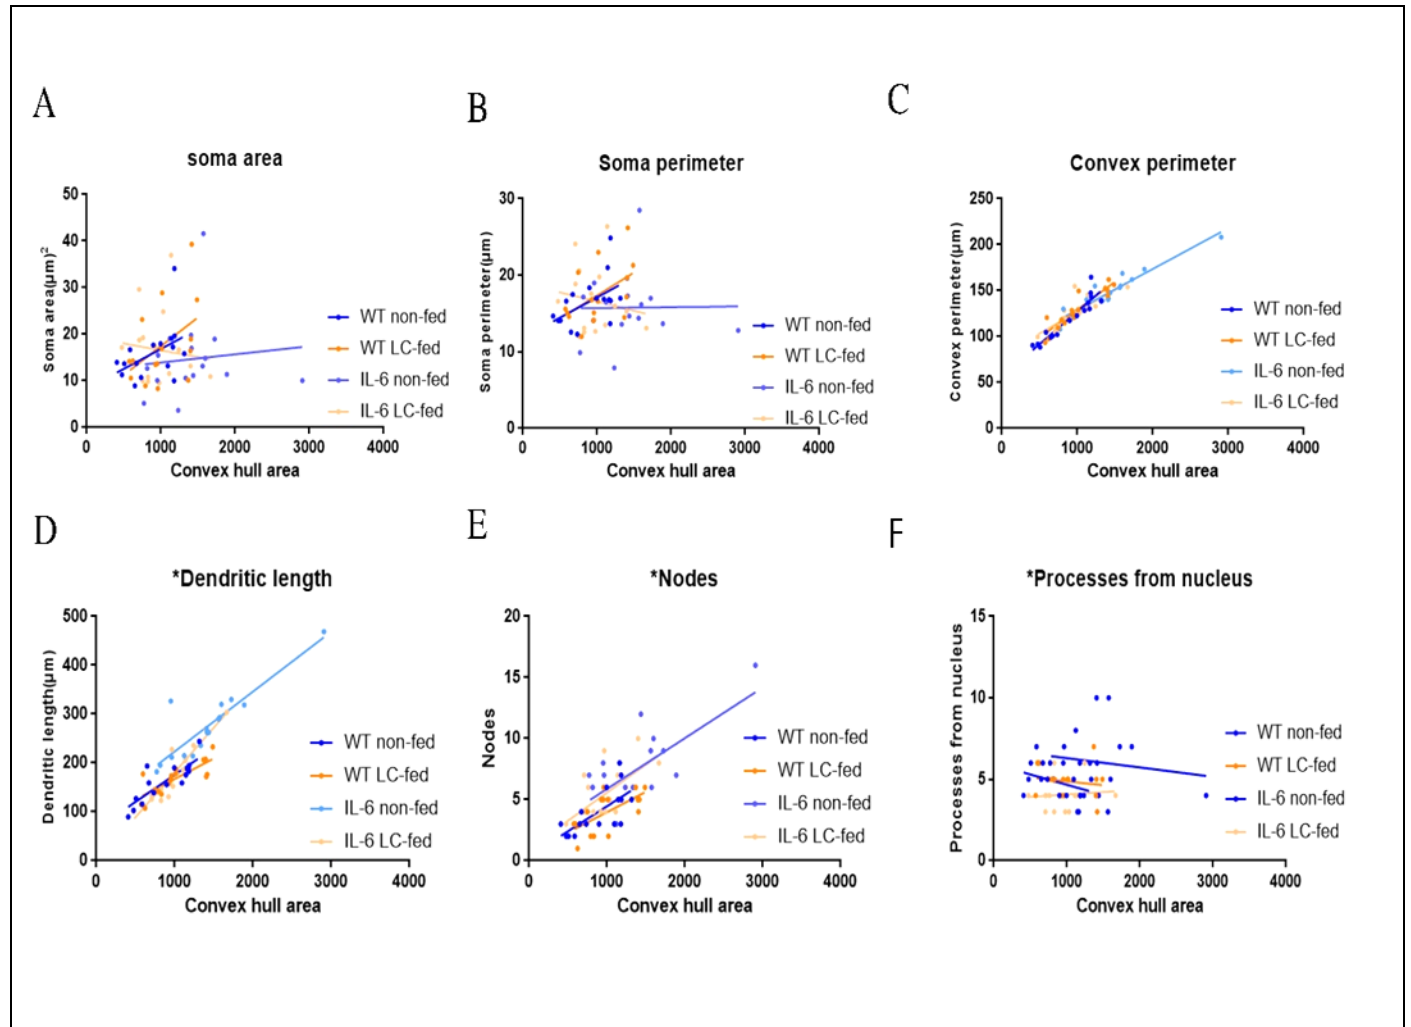 A
soma area
50
40
30
20
10
0
soma area(µm)²
0 1000 2000 3000 4000
Convex hull area
WT non-fed
WT LC-fed
IL-6 non-fed
IL-6 LC-fed
B
Soma perimeter
30
20
10
0
Soma perimeter(µm)
0 1000 2000 3000 4000
Convex hull area
WT non-fed
WT LC-fed
IL-6 non-fed
IL-6 LC-fed
C
Convex perimeter
250
200
150
100
50
0
Convex perimeter(µm)
0 1000 2000 3000 4000
Convex hull area
WT non-fed
WT LC-fed
IL-6 non-fed
IL-6 LC-fed
D
*Dendritic length
500
400
300
200
100
0
Dendritic length(µm)
0 1000 2000 3000 4000
Convex hull area
WT non-fed
WT LC-fed
IL-6 non-fed
IL-6 LC-fed
E
*Nodes
20
15
10
5
0
Nodes
0 1000 2000 3000 4000
Convex hull area
WT non-fed
WT LC-fed
IL-6 non-fed
IL-6 LC-fed
F
*Processes from nucleus
15
10
5
0
Processes from nucleus
0 1000 2000 3000 4000
Convex hull area
WT non-fed
WT LC-fed
IL-6 non-fed
IL-6 LC-fed